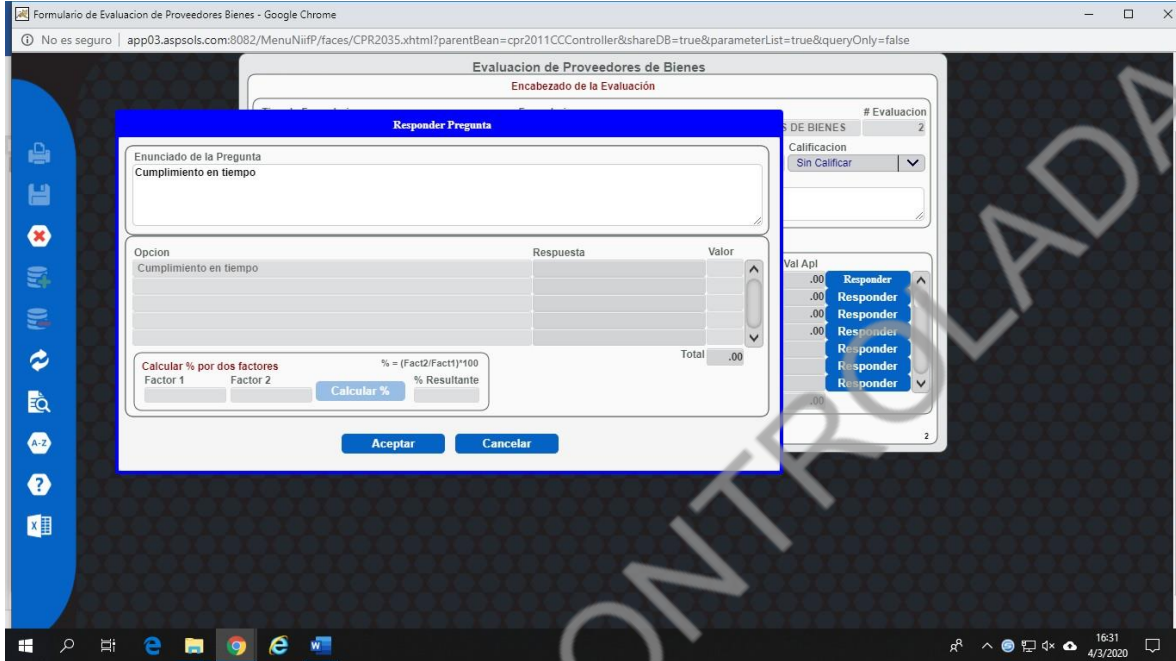 Formulario de Evaluacion de Proveedores Bienes - Google Chrome
No es seguro | app03.aspsols.com:8082/MenuNiifP/faces/CPR2035.xhtml?parentBean=cpr2011CCController&shareDB=true&parameterList=true&queryOnly=false
Evaluacion de Proveedores de Bienes
Encabezado de la Evaluación
# Evaluacion
S DE BIENES 2
Calificacion
Sin Calificar
Responder Pregunta
Enunciado de la Pregunta
Cumplimiento en tiempo
Opcion Respuesta Valor
Cumplimiento en tiempo
Total .00
Calcular % por dos factores % = (Fact2/Fact1)*100
Factor 1 Factor 2 Calcular % % Resultante
Aceptar Cancelar
Val Apl
.00 Responder
.00 Responder
.00 Responder
.00 Responder
Responder
Responder
Responder
.00
2
A-Z
?
X
ONTROLADA
16:31
4/3/2020